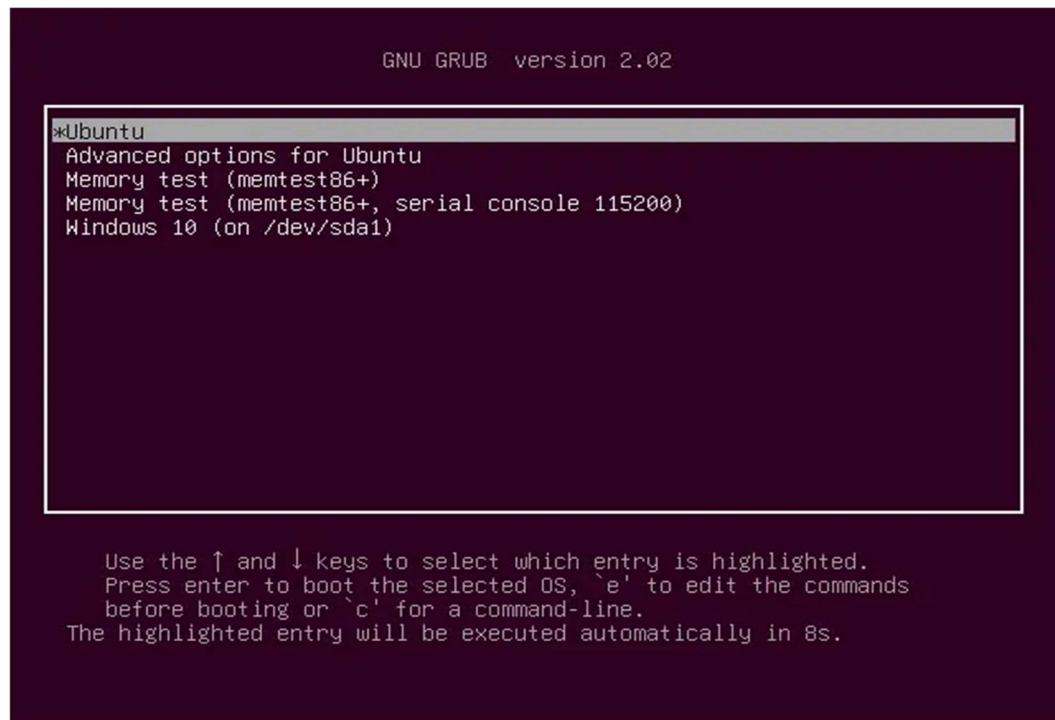 GNU GRUB  version 2.02
*Ubuntu
Advanced options for Ubuntu
Memory test (memtest86+)
Memory test (memtest86+, serial console 115200)
Windows 10 (on /dev/sda1)
Use the ↑ and ↓ keys to select which entry is highlighted.
Press enter to boot the selected OS, `e' to edit the commands
before booting or `c' for a command-line.
The highlighted entry will be executed automatically in 8s.